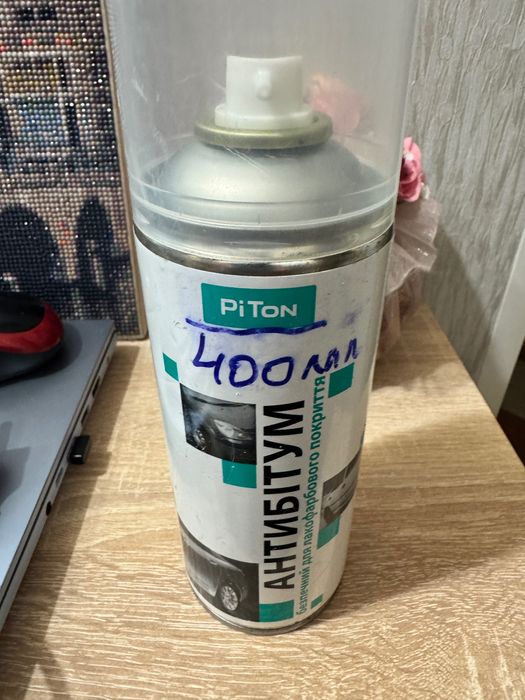 PiTon
400мл
АНТИБІТУМ
безпечний для лакофарбового покриття